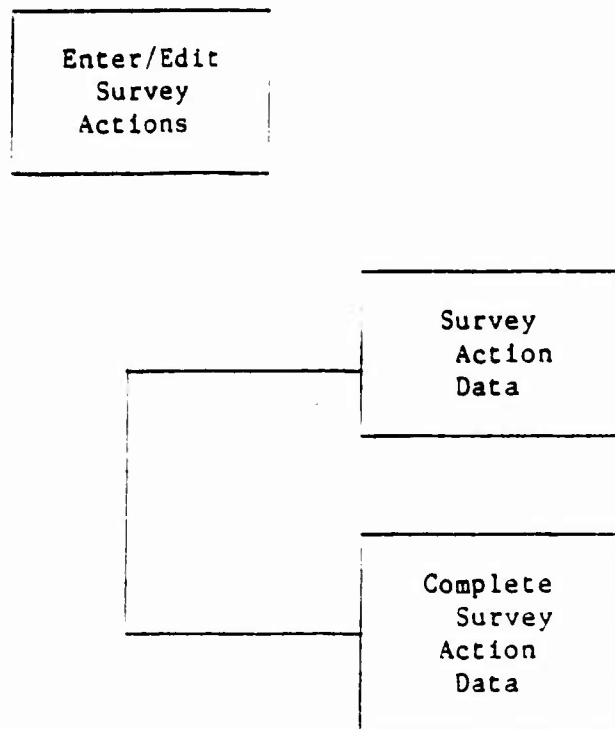 Enter/Edit
Survey
Actions
Survey
Action
Data
Complete
Survey
Action
Data